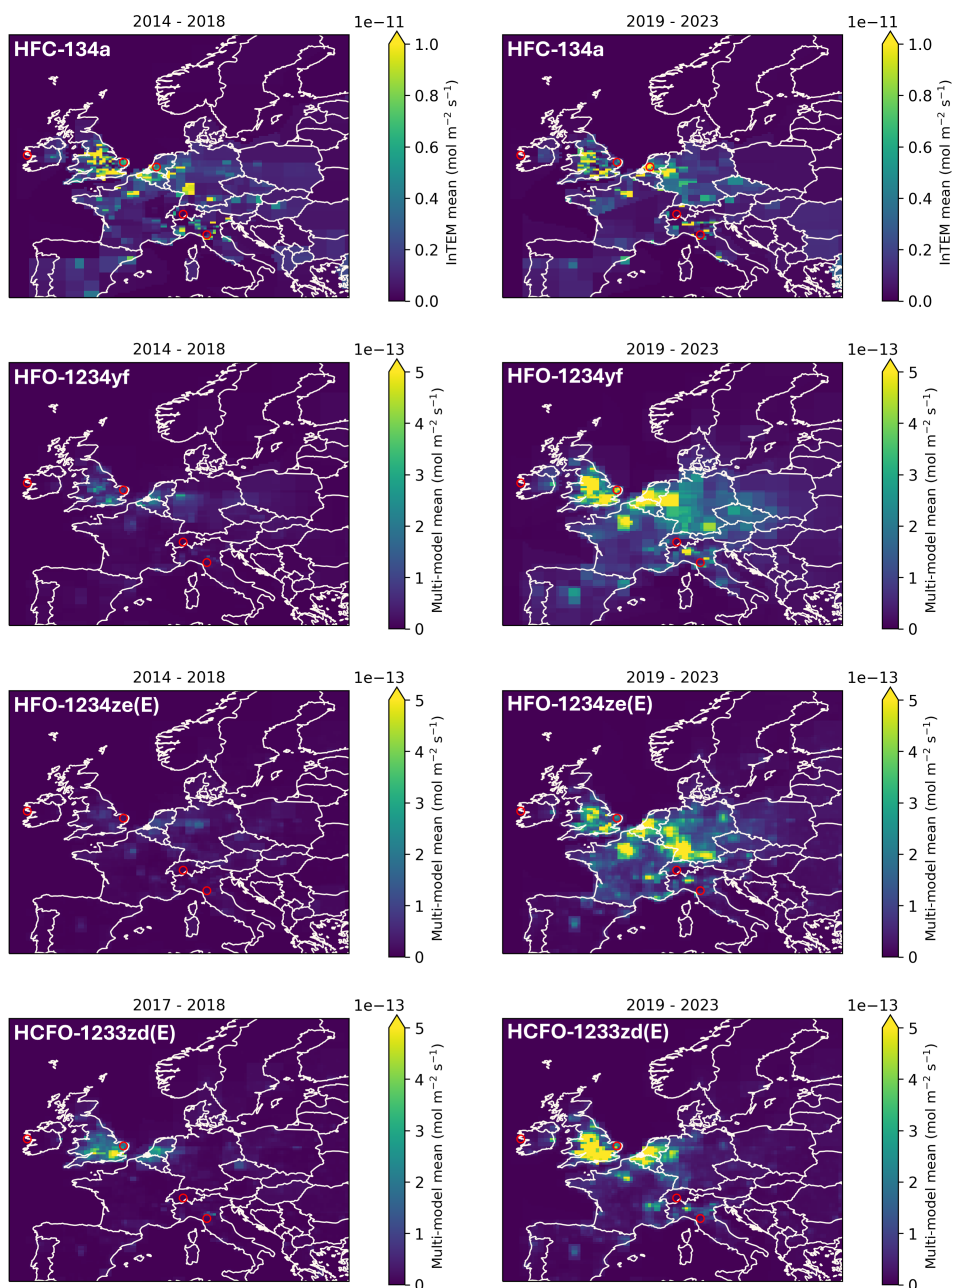 2014 - 2018 1e−11 2019 - 2023 1e−11
HFC-134a HFC-134a
1.0 1.0
0.8 0.8
0.6 0.6
0.4 0.4
0.2 0.2
0.0 0.0
InTEM mean (mol m⁻² s⁻¹) InTEM mean (mol m⁻² s⁻¹)
2014 - 2018 1e−13 2019 - 2023 1e−13
HFO-1234yf HFO-1234yf
5 5
4 4
3 3
2 2
1 1
0 0
Multi-model mean (mol m⁻² s⁻¹) Multi-model mean (mol m⁻² s⁻¹)
2014 - 2018 1e−13 2019 - 2023 1e−13
HFO-1234ze(E) HFO-1234ze(E)
5 5
4 4
3 3
2 2
1 1
0 0
Multi-model mean (mol m⁻² s⁻¹) Multi-model mean (mol m⁻² s⁻¹)
2017 - 2018 1e−13 2019 - 2023 1e−13
HCFO-1233zd(E) HCFO-1233zd(E)
5 5
4 4
3 3
2 2
1 1
0 0
Multi-model mean (mol m⁻² s⁻¹) Multi-model mean (mol m⁻² s⁻¹)